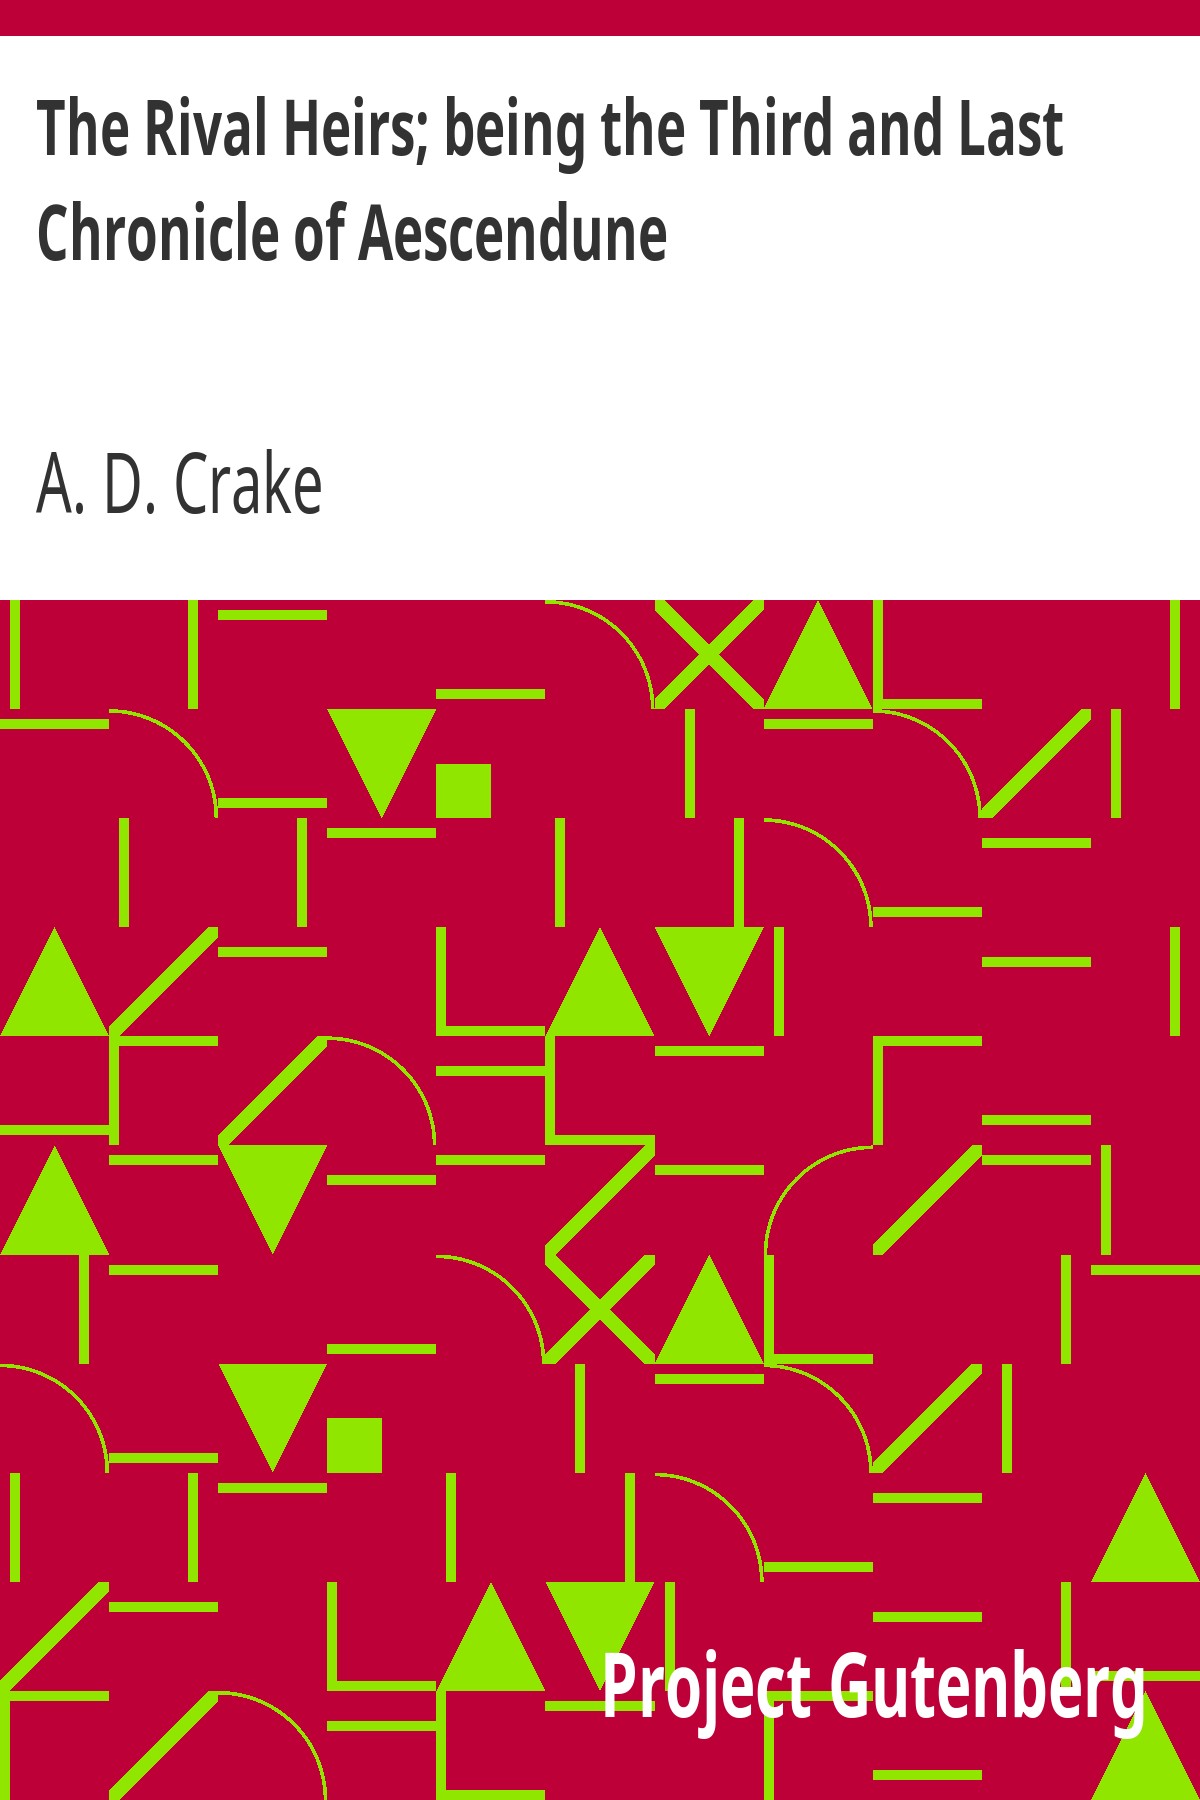 The Rival Heirs; being the Third and Last
Chronicle of Aescendune
A. D. Crake
Project Gutenberg